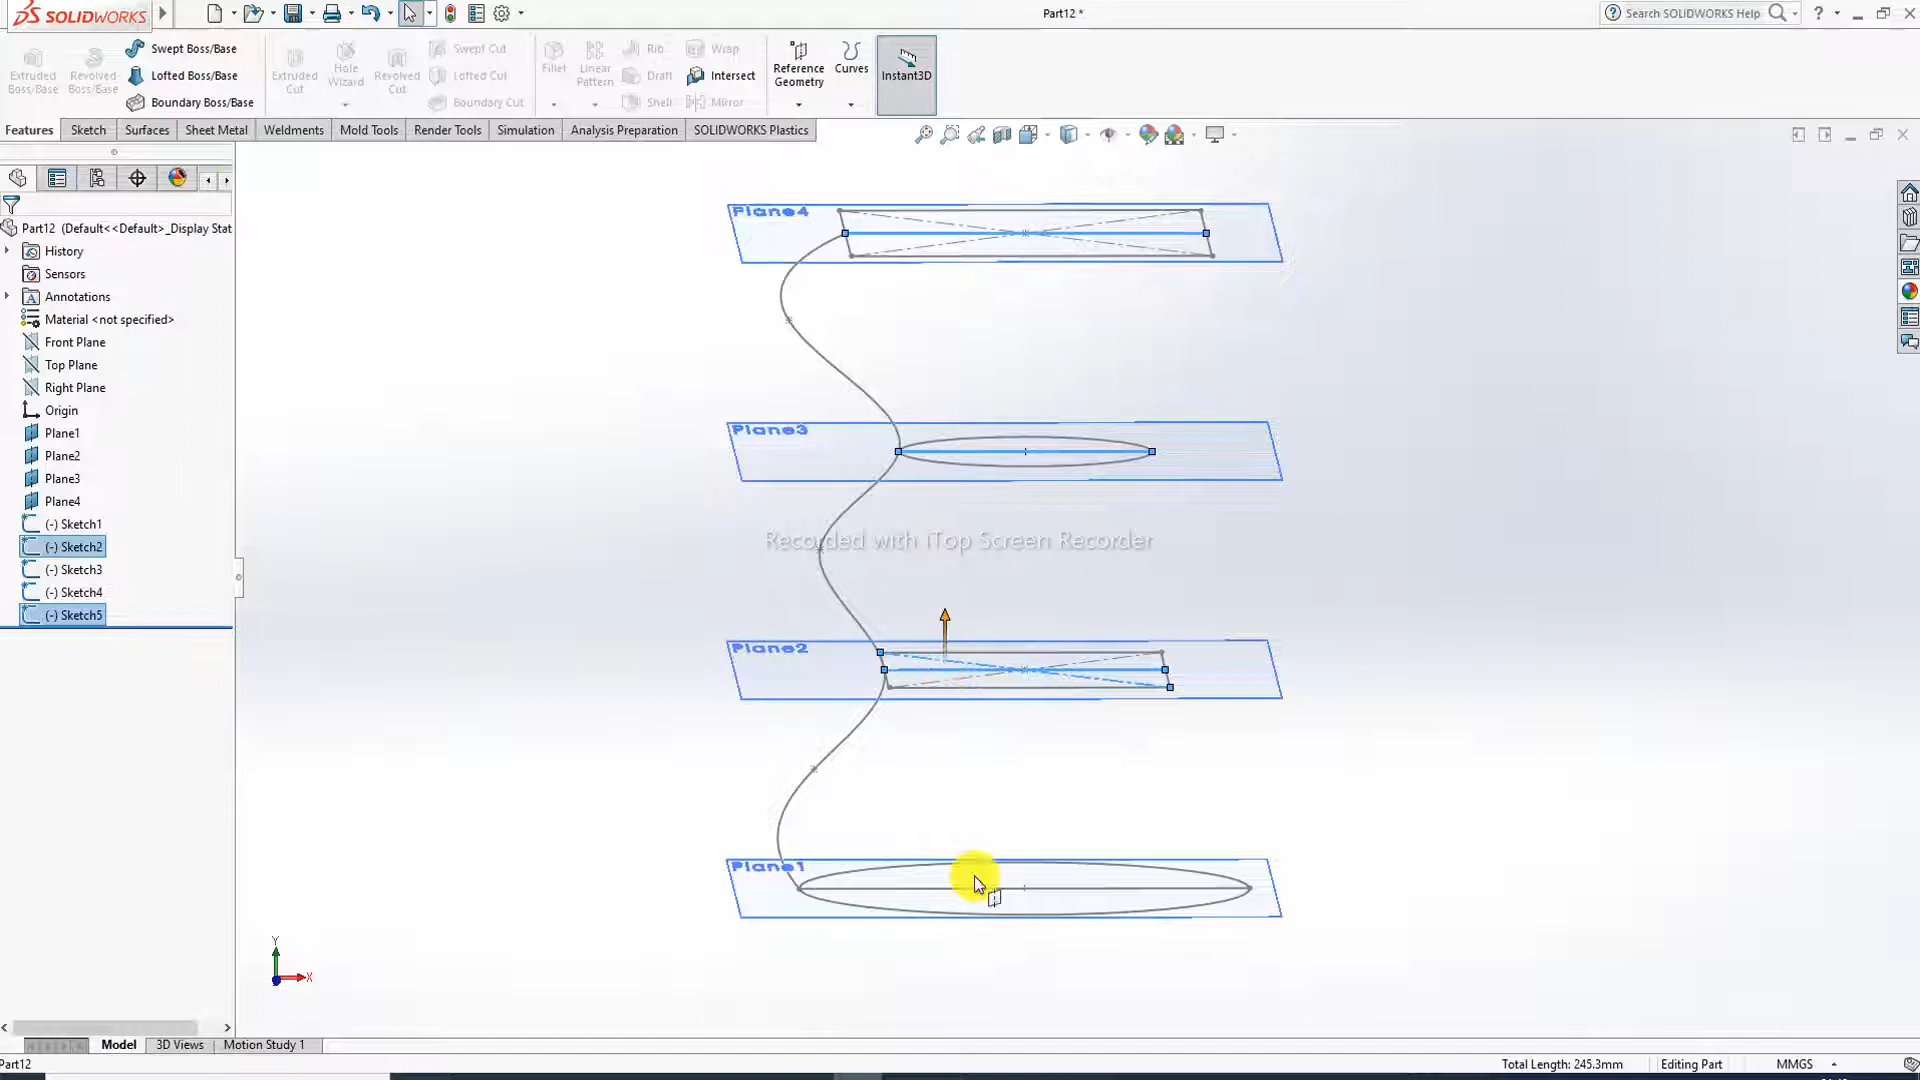 SOLIDWORKS
Part12 *
Search SOLIDWORKS Help
?
Extruded Boss/Base
Revolved Boss/Base
Swept Boss/Base
Lofted Boss/Base
Boundary Boss/Base
Extruded Cut
Hole Wizard
Revolved Cut
Swept Cut
Lofted Cut
Boundary Cut
Fillet
Linear Pattern
Rib
Draft
Shell
Wrap
Intersect
Mirror
Reference Geometry
Curves
Instant3D
Features
Sketch
Surfaces
Sheet Metal
Weldments
Mold Tools
Render Tools
Simulation
Analysis Preparation
SOLIDWORKS Plastics
Part12 (Default<<Default>_Display Stat
History
Sensors
Annotations
Material <not specified>
Front Plane
Top Plane
Right Plane
Origin
Plane1
Plane2
Plane3
Plane4
(-) Sketch1
(-) Sketch2
(-) Sketch3
(-) Sketch4
(-) Sketch5
Plane4
Plane3
Recorded with iTop Screen Recorder
Plane2
Plane1
Y
X
Model
3D Views
Motion Study 1
Part12
Total Length: 245.3mm
Editing Part
MMGS